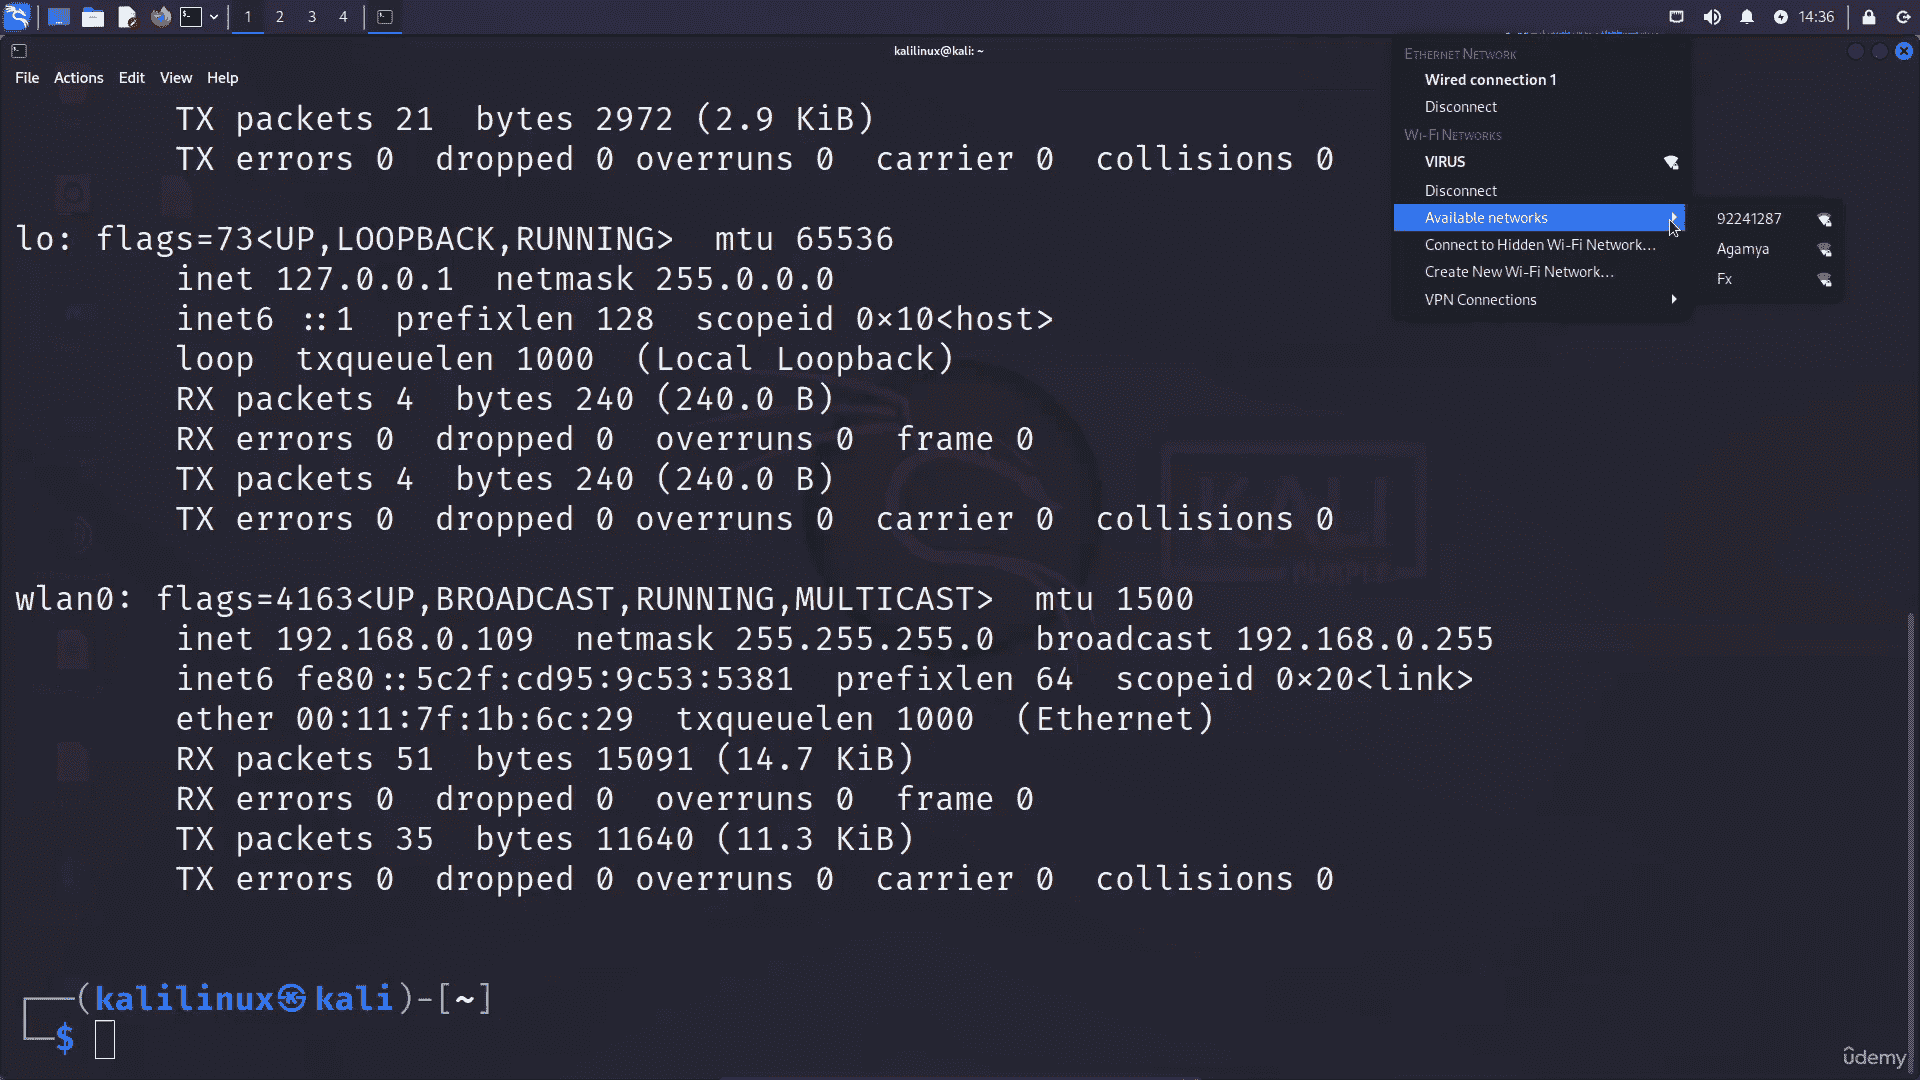 1 2 3 4
14:36
kalilinux@kali: ~
File Actions Edit View Help
TX packets 21 bytes 2972 (2.9 KiB)
TX errors 0 dropped 0 overruns 0 carrier 0 collisions 0
lo: flags=73<UP,LOOPBACK,RUNNING> mtu 65536
inet 127.0.0.1 netmask 255.0.0.0
inet6 ::1 prefixlen 128 scopeid 0×10<host>
loop txqueuelen 1000 (Local Loopback)
RX packets 4 bytes 240 (240.0 B)
RX errors 0 dropped 0 overruns 0 frame 0
TX packets 4 bytes 240 (240.0 B)
TX errors 0 dropped 0 overruns 0 carrier 0 collisions 0
wlan0: flags=4163<UP,BROADCAST,RUNNING,MULTICAST> mtu 1500
inet 192.168.0.109 netmask 255.255.255.0 broadcast 192.168.0.255
inet6 fe80::5c2f:cd95:9c53:5381 prefixlen 64 scopeid 0×20<link>
ether 00:11:7f:1b:6c:29 txqueuelen 1000 (Ethernet)
RX packets 51 bytes 15091 (14.7 KiB)
RX errors 0 dropped 0 overruns 0 frame 0
TX packets 35 bytes 11640 (11.3 KiB)
TX errors 0 dropped 0 overruns 0 carrier 0 collisions 0
(kalilinux㉿kali)-[~]
$
Ethernet Network
Wired connection 1
Disconnect
Wi-Fi Networks
VIRUS
Disconnect
Available networks
Connect to Hidden Wi-Fi Network...
Create New Wi-Fi Network...
VPN Connections
92241287
Agamya
Fx
KALI
PURPLE
ûdemy